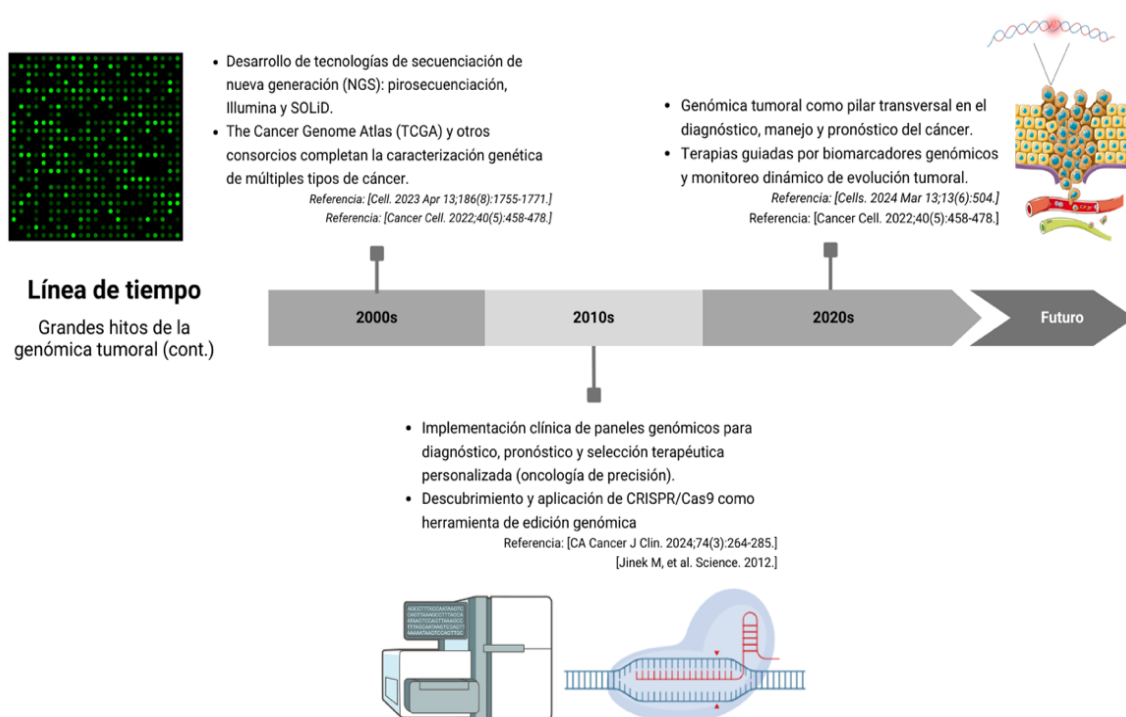 • Desarrollo de tecnologías de secuenciación de
nueva generación (NGS): pirosecuenciación,
Illumina y SOLiD.
• The Cancer Genome Atlas (TCGA) y otros
consorcios completan la caracterización genética
de múltiples tipos de cáncer.
Referencia: [Cell. 2023 Apr 13;186(8):1755-1771.]
Referencia: [Cancer Cell. 2022;40(5):458-478.]
• Genómica tumoral como pilar transversal en el
diagnóstico, manejo y pronóstico del cáncer.
• Terapias guiadas por biomarcadores genómicos
y monitoreo dinámico de evolución tumoral.
Referencia: [Cells. 2024 Mar 13;13(6):504.]
Referencia: [Cancer Cell. 2022;40(5):458-478.]
Línea de tiempo
Grandes hitos de la
genómica tumoral (cont.)
2000s
2010s
2020s
Futuro
• Implementación clínica de paneles genómicos para
diagnóstico, pronóstico y selección terapéutica
personalizada (oncología de precisión).
• Descubrimiento y aplicación de CRISPR/Cas9 como
herramienta de edición genómica
Referencia: [CA Cancer J Clin. 2024;74(3):264-285.]
[Jinek M, et al. Science. 2012.]